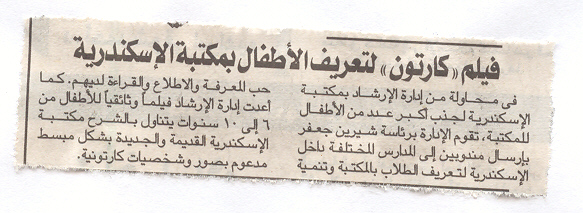 فيلم «كارتون» لتعريف الأطفال بمكتبة الإسكندرية
فى محاولة من إدارة الإرشاد بمكتبة
الإسكندرية لجذب أكبر عدد من الأطفال
للمكتبة، تقوم الإدارة برئاسة شيرين جعفر
بإرسال مندوبين إلى المدارس المختلفة داخل
الإسكندرية لتعريف الطلاب بالمكتبة وتنمية
حب المعرفة والاطلاع والقراءة لديهم، كما
أعدت إدارة الإرشاد فيلماً وثائقياً للأطفال من
٦ إلى ١٠ سنوات يتناول بالشرح مكتبة
الإسكندرية القديمة والجديدة بشكل مبسط
مدعوم بصور وشخصيات كارتونية.